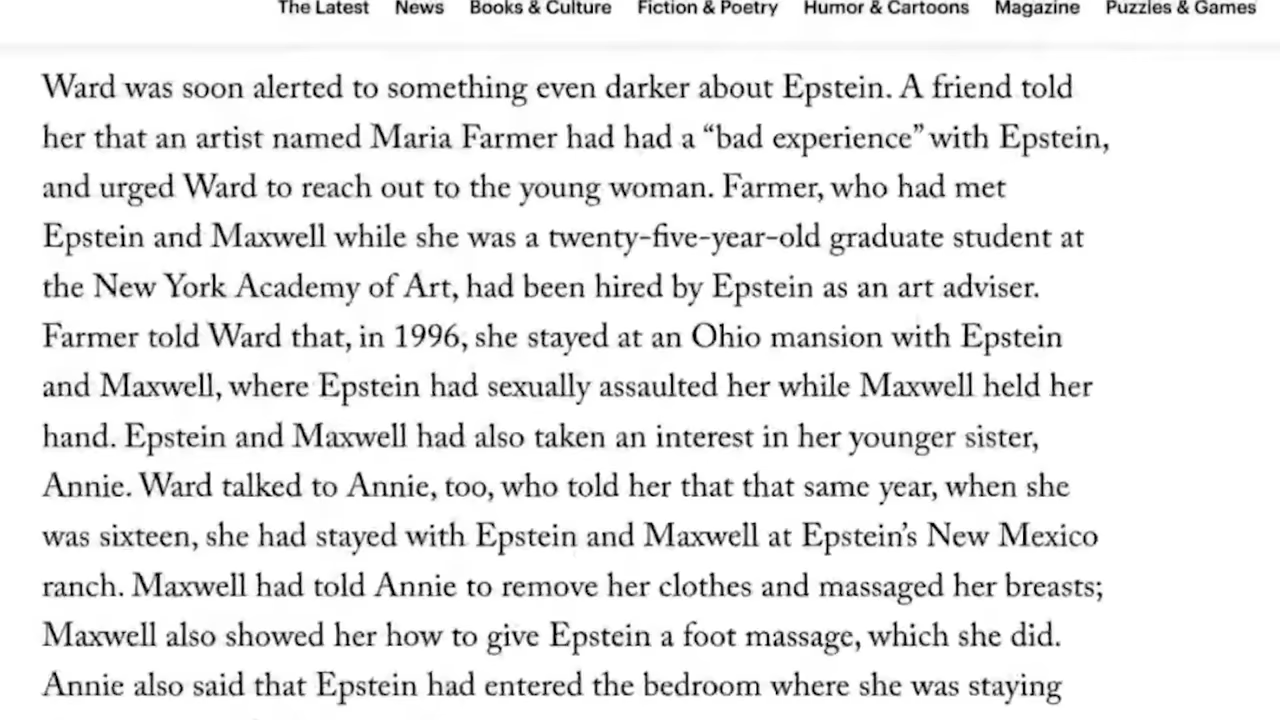 The Latest News Books & Culture Fiction & Poetry Humor & Cartoons Magazine Puzzles & Games
Ward was soon alerted to something even darker about Epstein. A friend told
her that an artist named Maria Farmer had had a “bad experience” with Epstein,
and urged Ward to reach out to the young woman. Farmer, who had met
Epstein and Maxwell while she was a twenty-five-year-old graduate student at
the New York Academy of Art, had been hired by Epstein as an art adviser.
Farmer told Ward that, in 1996, she stayed at an Ohio mansion with Epstein
and Maxwell, where Epstein had sexually assaulted her while Maxwell held her
hand. Epstein and Maxwell had also taken an interest in her younger sister,
Annie. Ward talked to Annie, too, who told her that that same year, when she
was sixteen, she had stayed with Epstein and Maxwell at Epstein’s New Mexico
ranch. Maxwell had told Annie to remove her clothes and massaged her breasts;
Maxwell also showed her how to give Epstein a foot massage, which she did.
Annie also said that Epstein had entered the bedroom where she was staying